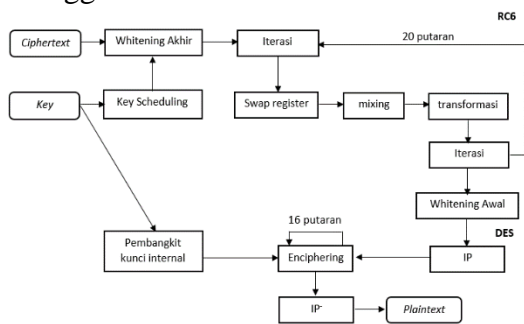 RC6
20 putaran
Ciphertext
Whitening Akhir
Iterasi
Key
Key Scheduling
Swap register
mixing
transformasi
Iterasi
Whitening Awal
DES
16 putaran
Pembangkit
kunci internal
Enciphering
IP
IP-
Plaintext